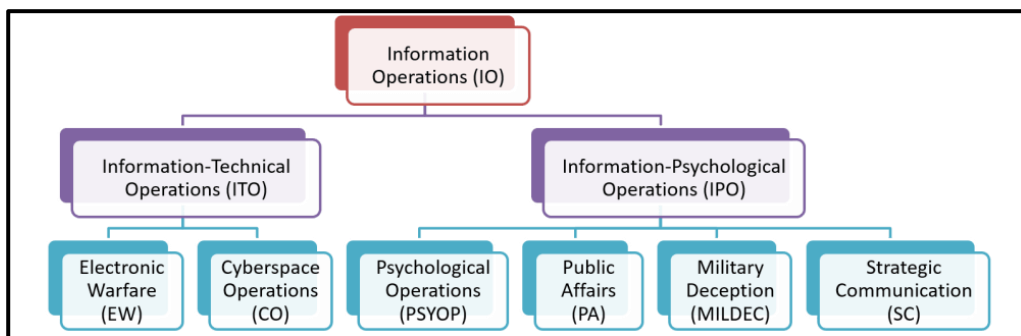 Information
Operations (IO)
Information-Technical
Operations (ITO)
Information-Psychological
Operations (IPO)
Electronic
Warfare
(EW)
Cyberspace
Operations
(CO)
Psychological
Operations
(PSYOP)
Public
Affairs
(PA)
Military
Deception
(MILDEC)
Strategic
Communication
(SC)